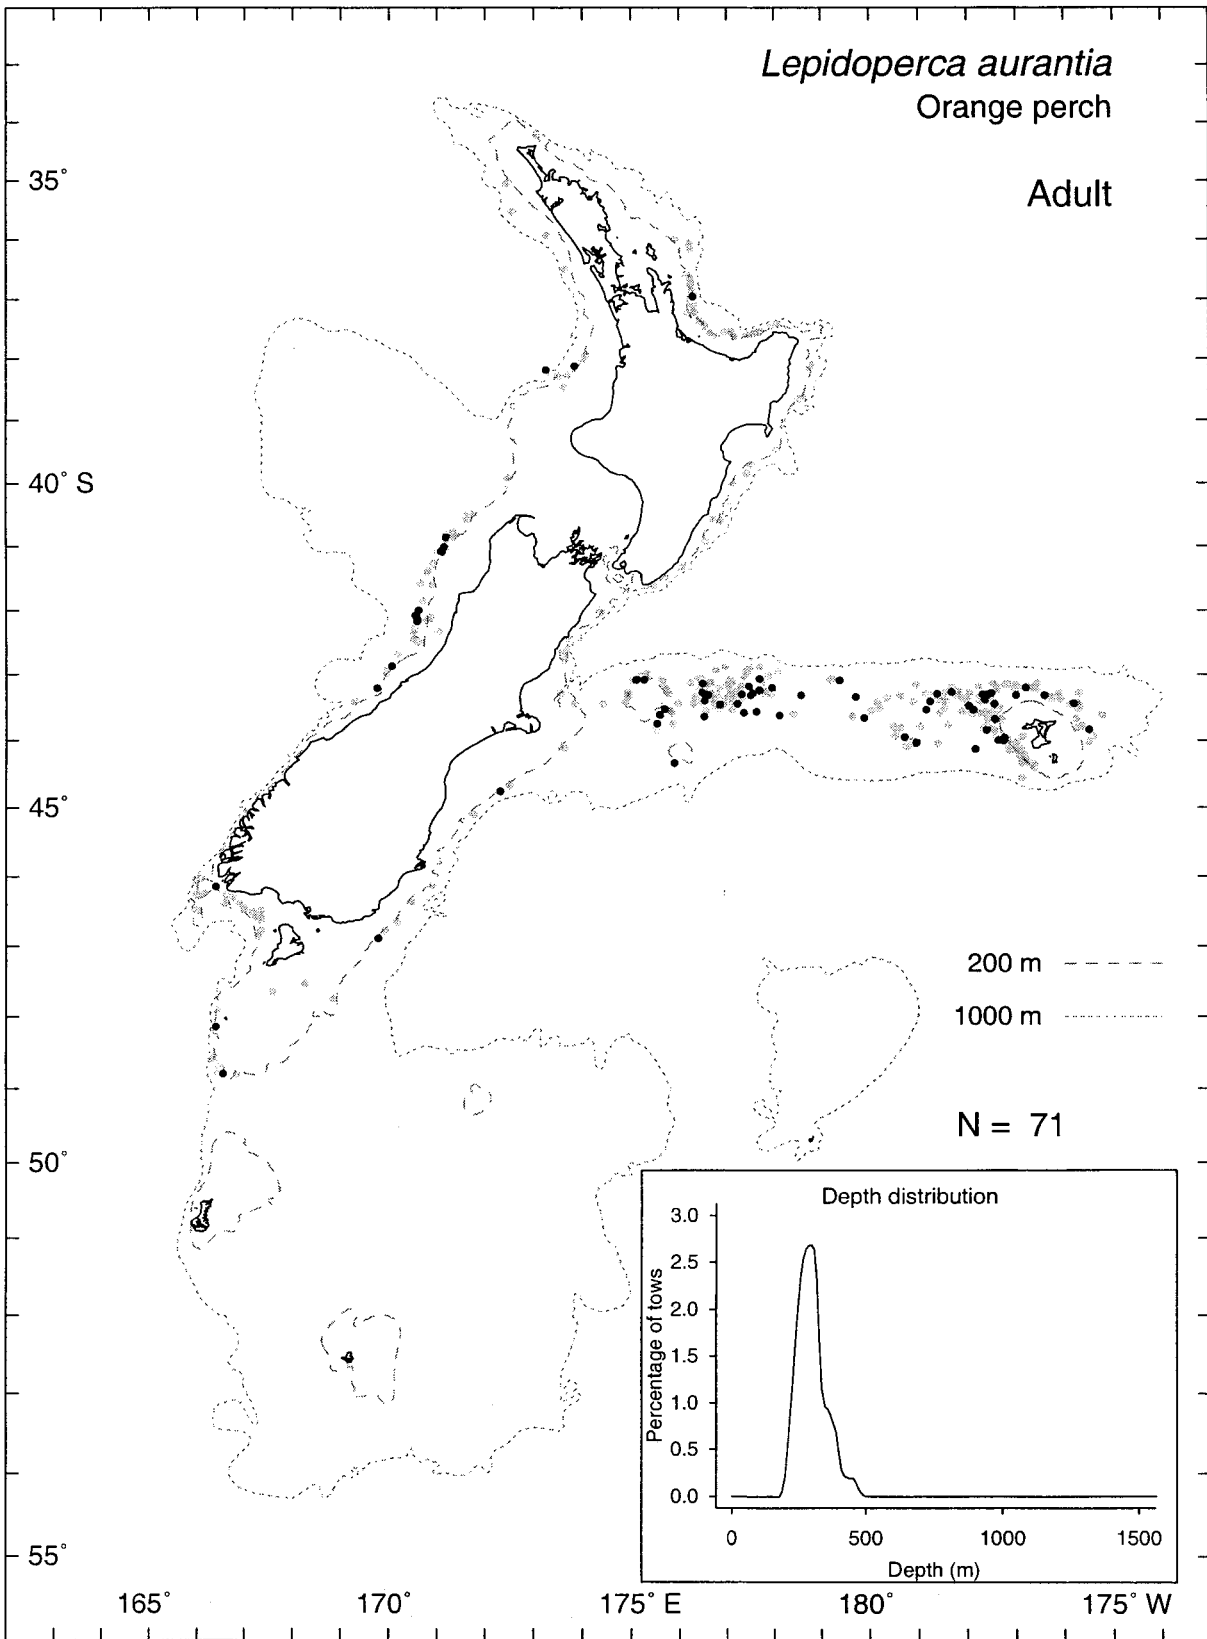 Lepidoperca aurantia
Orange perch
Adult
35°
40° S
45°
200 m
1000 m
N = 71
50°
Depth distribution
3.0
2.5
2.0
1.5
1.0
0.5
0.0
Percentage of tows
0 500 1000 1500
Depth (m)
55°
165° 170° 175° E 180° 175° W